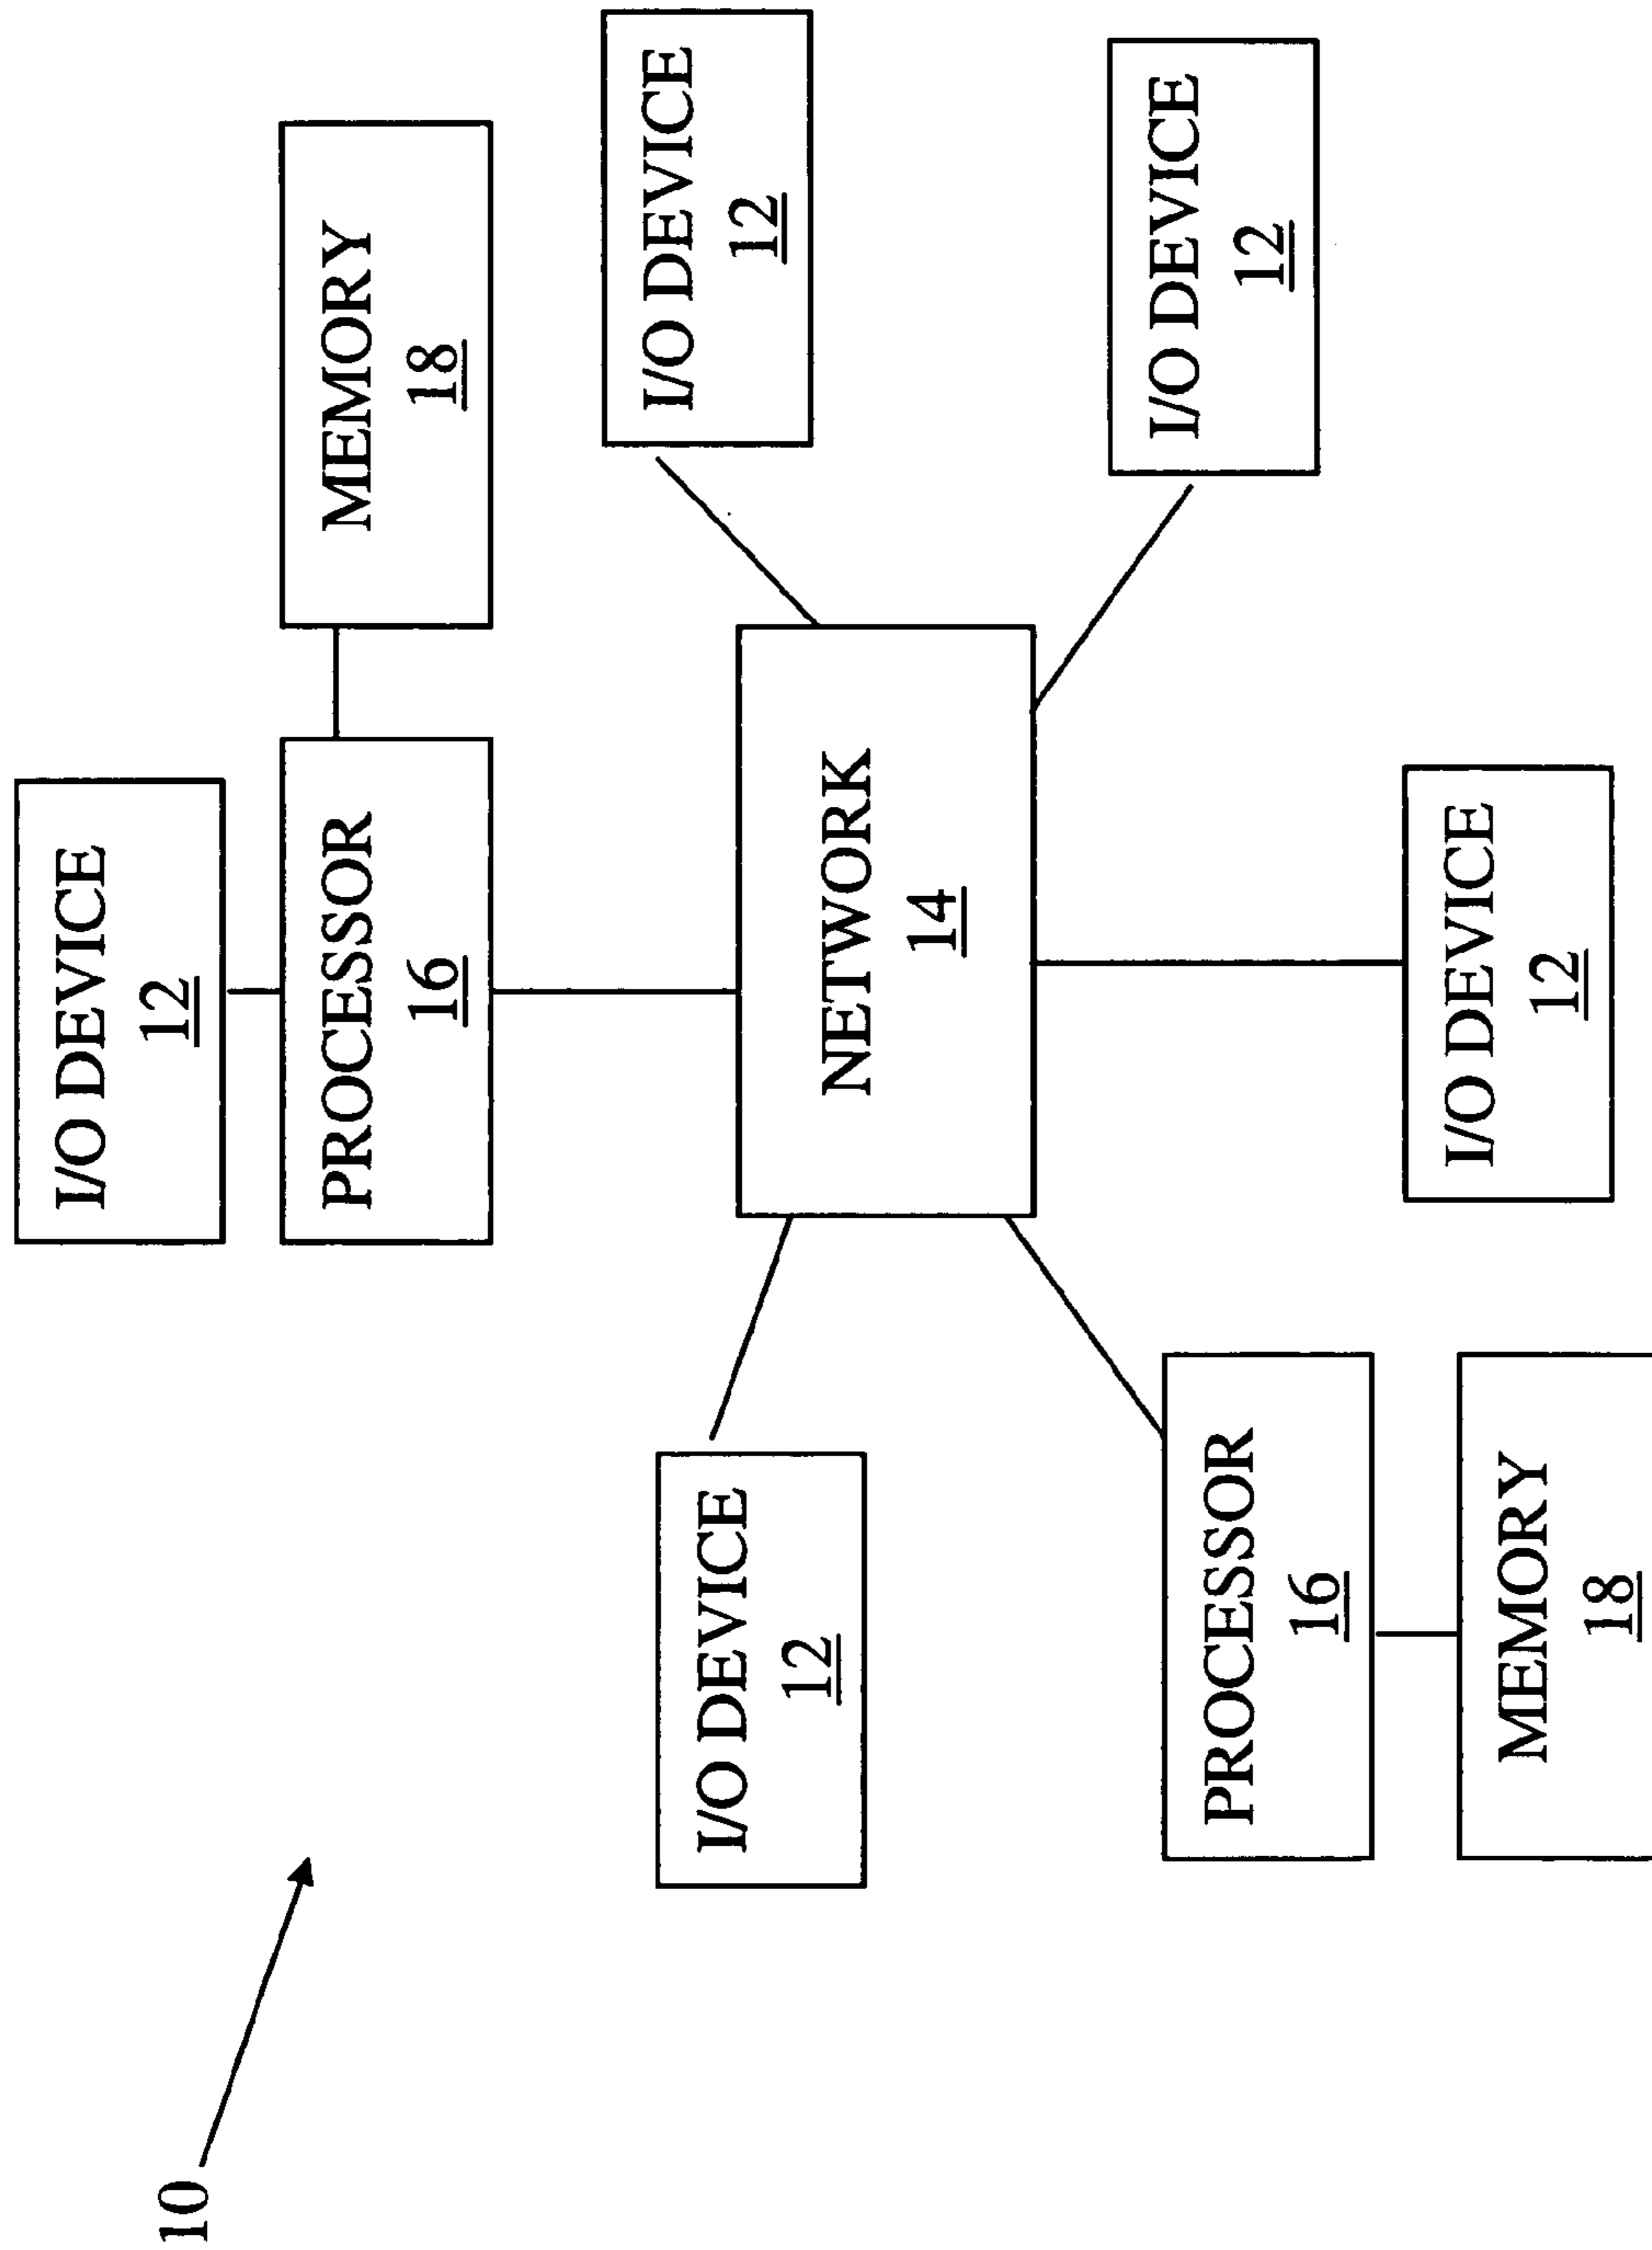 10
I/O DEVICE
12
PROCESSOR
16
MEMORY
18
I/O DEVICE
12
NETWORK
14
I/O DEVICE
12
PROCESSOR
16
MEMORY
18
I/O DEVICE
12
I/O DEVICE
12